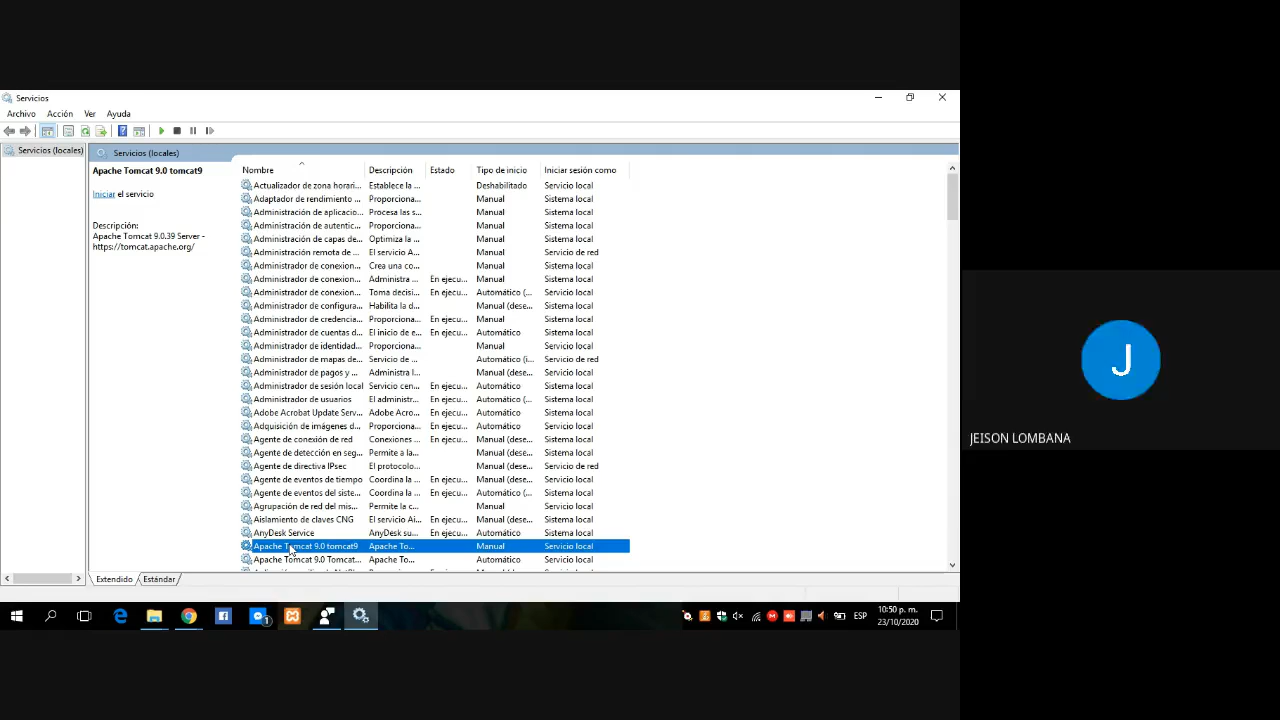 Servicios
Archivo Acción Ver Ayuda
Servicios (locales)
Servicios (locales)
Apache Tomcat 9.0 tomcat9
Iniciar el servicio
Descripción:
Apache Tomcat 9.0.39 Server -
https://tomcat.apache.org/
Nombre Descripción Estado Tipo de inicio Iniciar sesión como
Actualizador de zona horari... Establece la ... Deshabilitado Servicio local
Adaptador de rendimiento ... Proporciona... Manual Sistema local
Administración de aplicacio... Procesa las s... Manual Sistema local
Administración de autentic... Proporciona... Manual Sistema local
Administración de capas de... Optimiza la ... Manual Sistema local
Administración remota de ... El servicio A... Manual Servicio de red
Administrador de conexion... Crea una co... Manual Sistema local
Administrador de conexion... Administra ... En ejecu... Manual Sistema local
Administrador de conexion... Toma decisi... En ejecu... Automático (... Servicio local
Administrador de configura... Habilita la d... Manual (dese... Sistema local
Administrador de credencia... Proporciona... En ejecu... Manual Sistema local
Administrador de cuentas d... El inicio de e... En ejecu... Automático Sistema local
Administrador de identidad... Proporciona... Manual Servicio local
Administrador de mapas de... Servicio de ... Automático (i... Servicio de red
Administrador de pagos y ... Administra l... Manual (dese... Servicio local
Administrador de sesión local Servicio cen... En ejecu... Automático Sistema local
Administrador de usuarios El administr... En ejecu... Automático (... Sistema local
Adobe Acrobat Update Serv... Adobe Acro... En ejecu... Automático Sistema local
Adquisición de imágenes d... Proporciona... En ejecu... Automático Servicio local
Agente de conexión de red Conexiones ... En ejecu... Manual (dese... Sistema local
Agente de detección en seg... Permite a la... Manual (dese... Sistema local
Agente de directiva IPsec El protocolo... Manual (dese... Servicio de red
Agente de eventos de tiempo Coordina la ... En ejecu... Manual (dese... Servicio local
Agente de eventos del siste... Coordina la ... En ejecu... Automático (... Sistema local
Agrupación de red del mis... Permite la c... Manual Servicio local
Aislamiento de claves CNG El servicio Ai... En ejecu... Manual (dese... Sistema local
AnyDesk Service AnyDesk su... En ejecu... Automático Sistema local
Apache Tomcat 9.0 tomcat9 Apache To... Manual Servicio local
Apache Tomcat 9.0 Tomcat... Apache To... Automático Servicio local
Extendido Estándar
1
ESP
10:50 p. m.
23/10/2020
J
JEISON LOMBANA